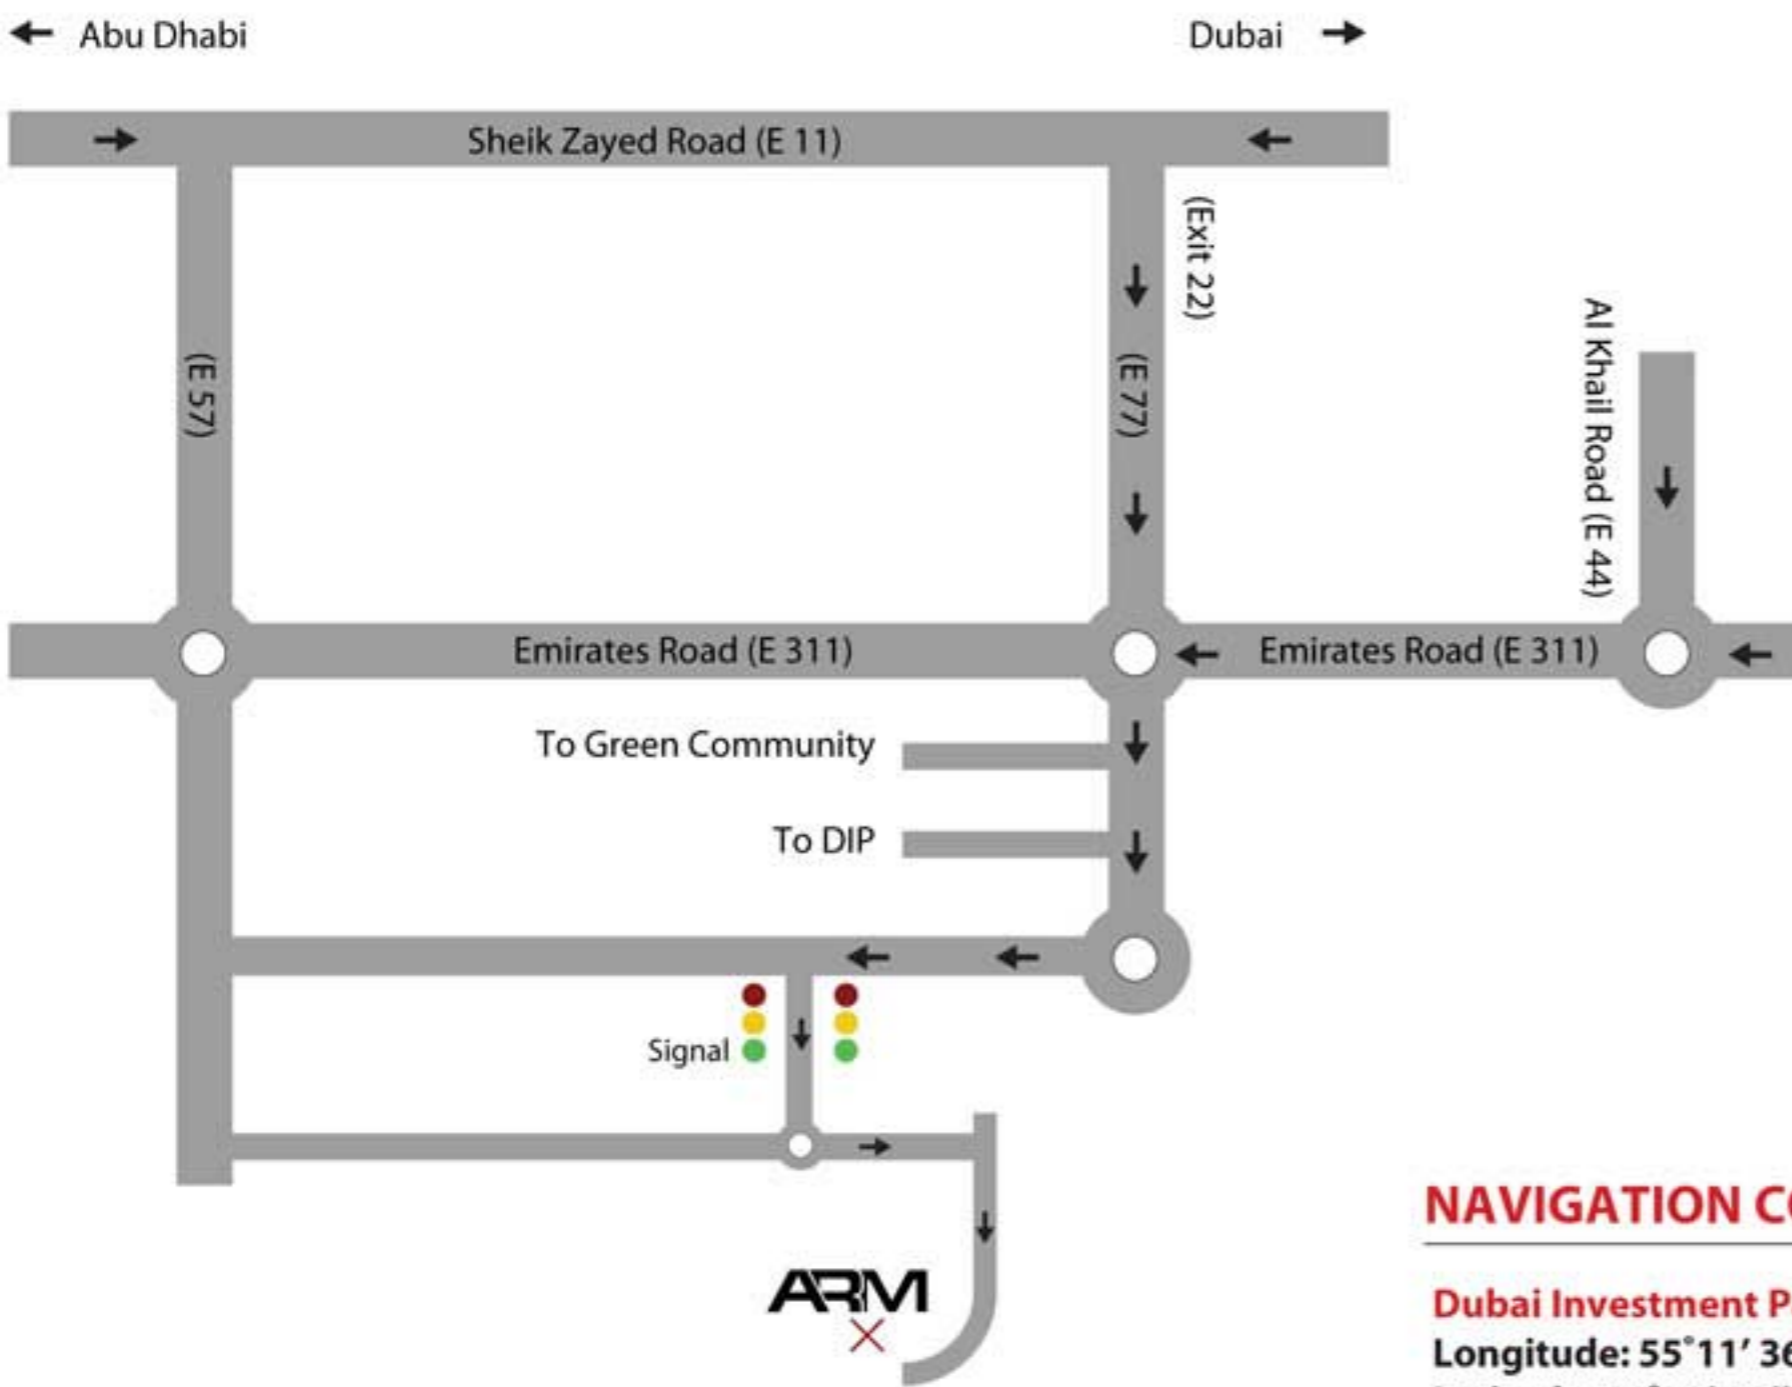 Abu Dhabi
Dubai
Sheik Zayed Road (E 11)
(Exit 22)
(E 57)
(E 77)
Al Khail Road (E 44)
Emirates Road (E 311)
Emirates Road (E 311)
To Green Community
To DIP
Signal
ARM
NAVIGATION
Dubai Investment
Longitude: 55°11′ 36